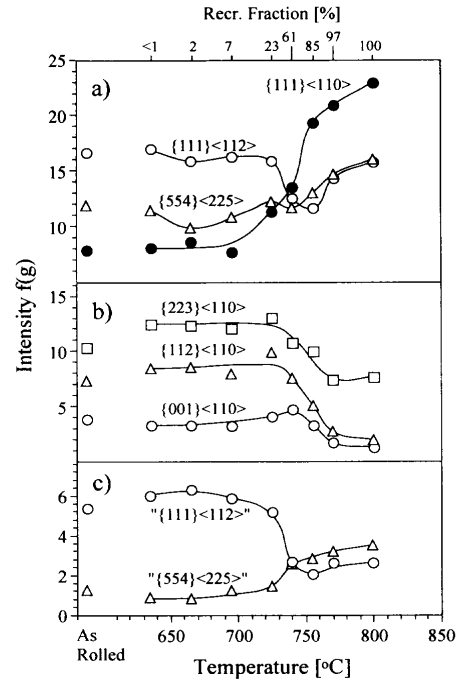 Recr. Fraction [%]
<1 2 7 23 61 85 97 100
25
20
15
10
a)
{111}<110>
{111}<112>
{554}<225>
Intensity f(g)
15
10
5
b)
{223}<110>
{112}<110>
{001}<110>
6
4
2
0
c)
"{111}<112>"
"{554}<225>"
As Rolled 650 700 750 800 850
Temperature [°C]